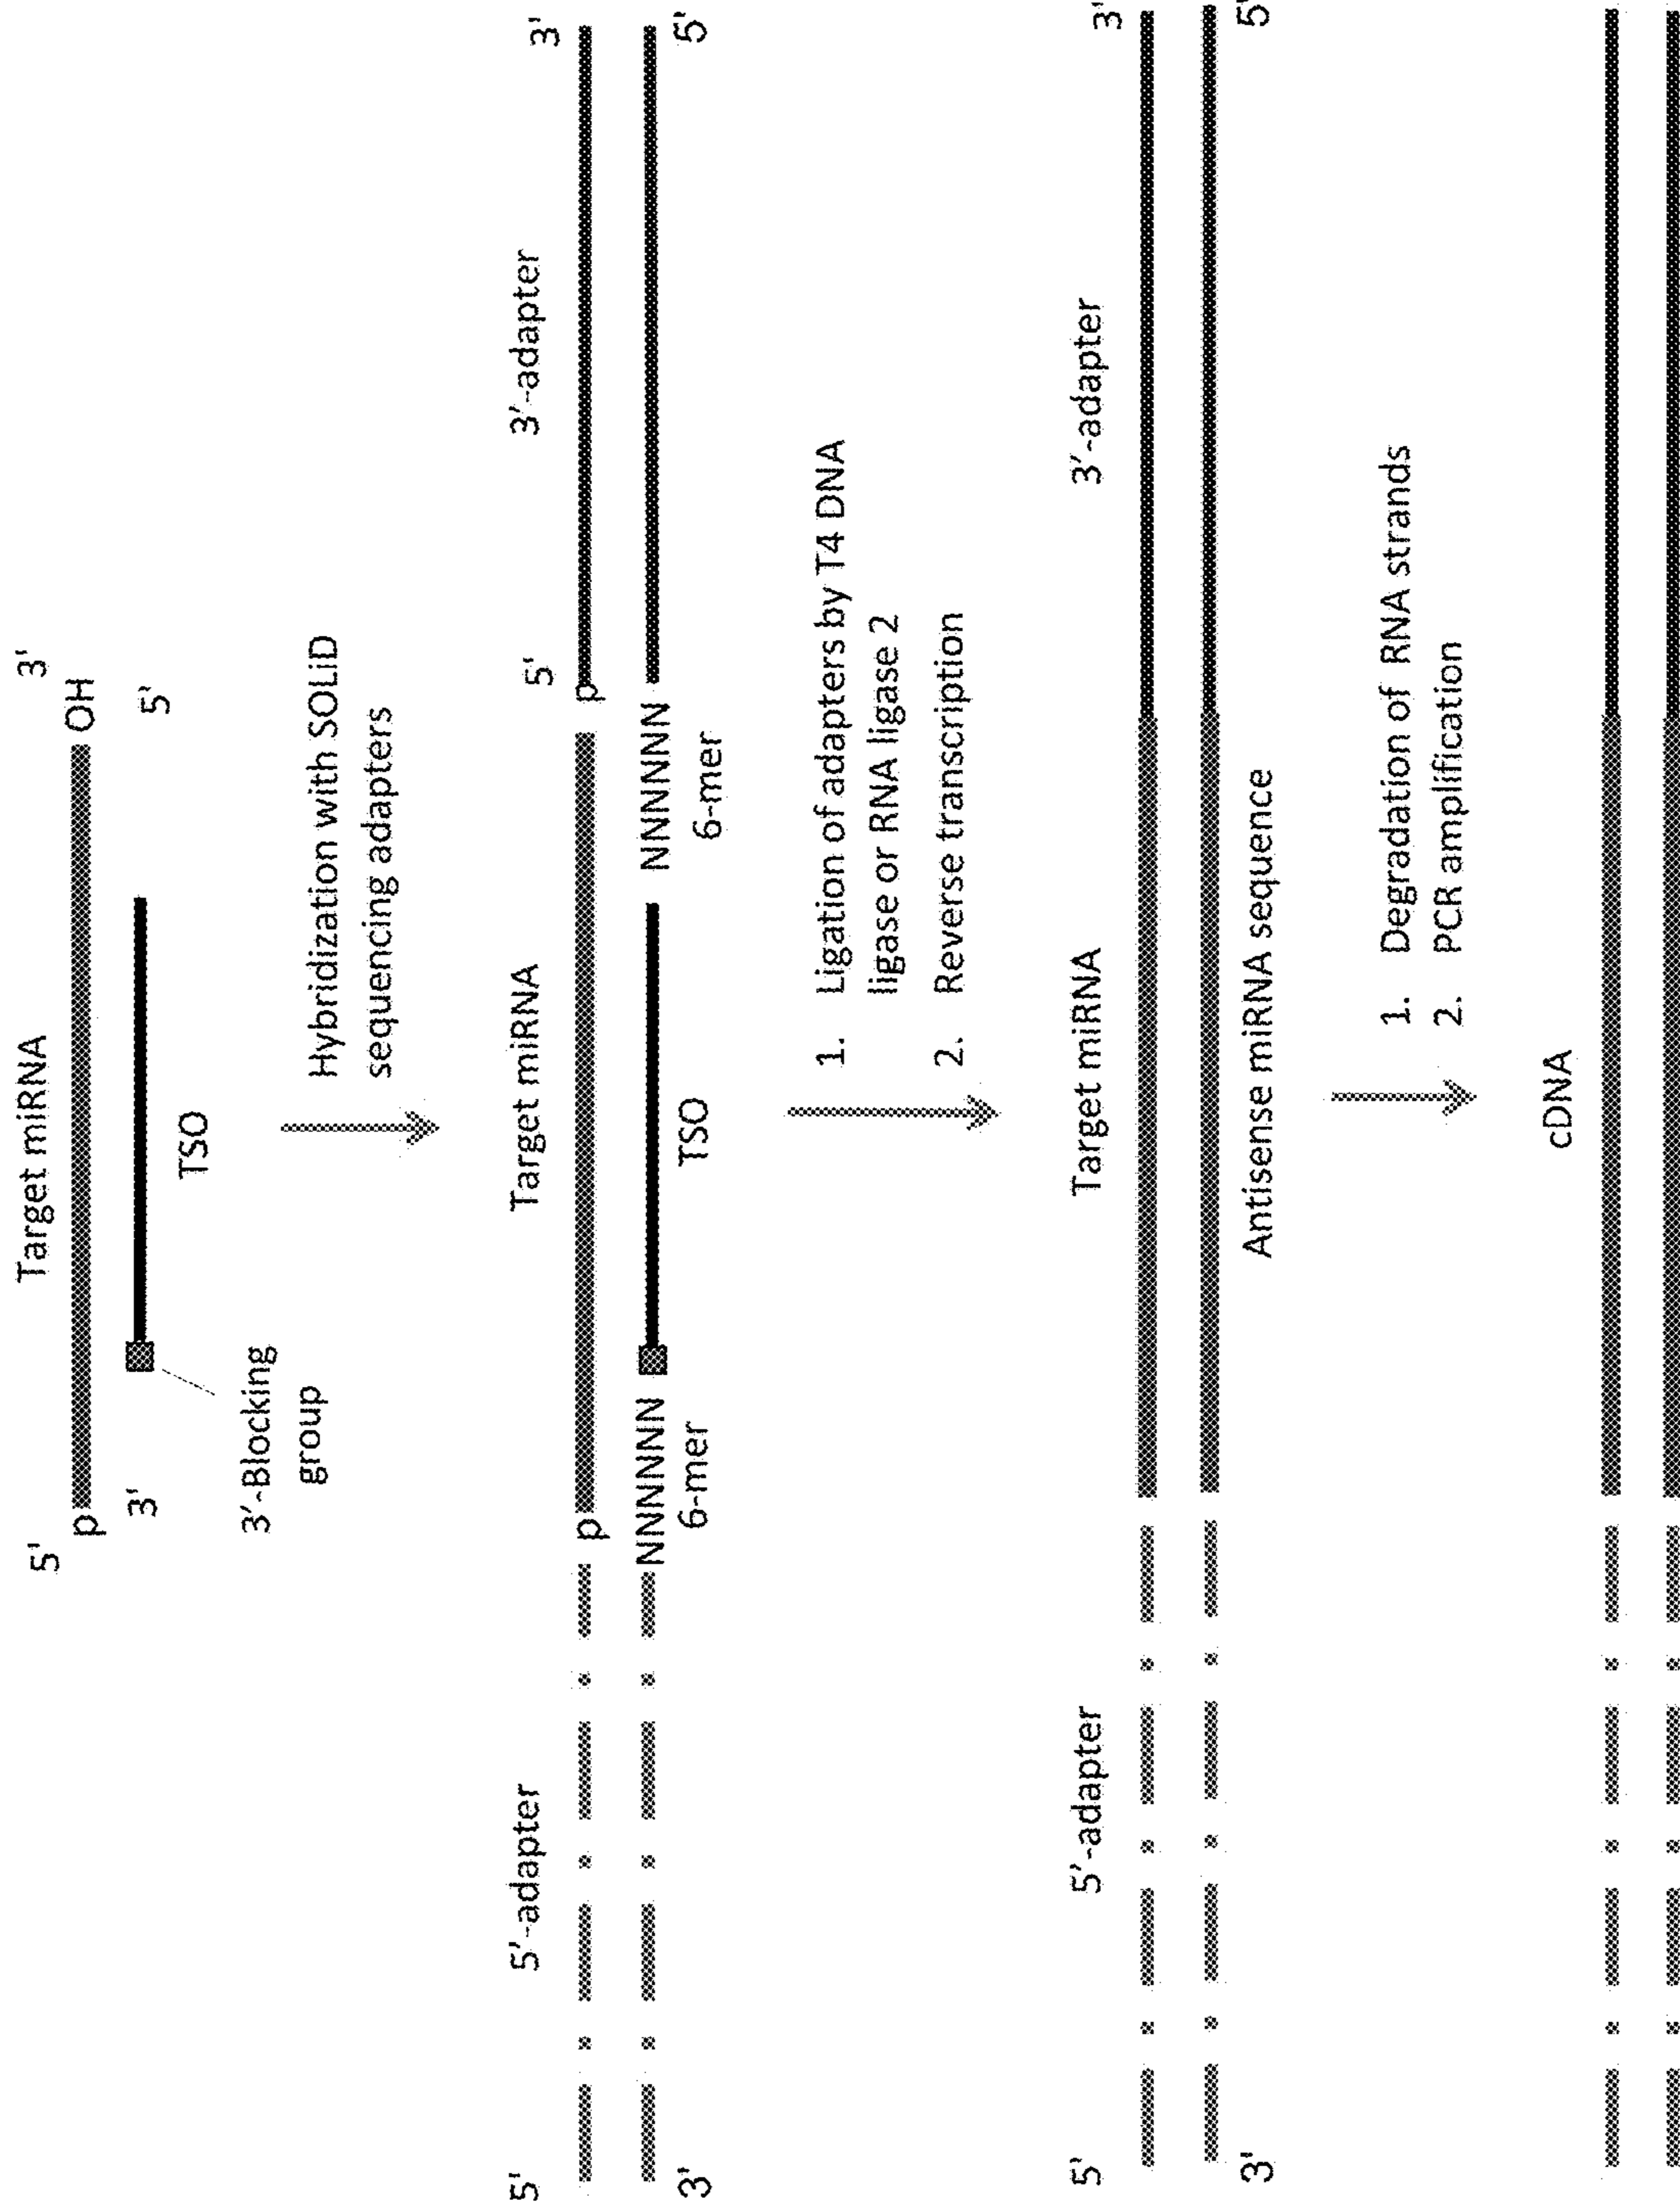 Target miRNA
5'
3'
p
OH
3'
5'
TSO
3'-Blocking
group
Hybridization with SOLiD
sequencing adapters
5'-adapter
Target miRNA
3'-adapter
5'
5'
3'
p
p
NNNNNN
NNNNNN
3'
6-mer
TSO
6-mer
5'
1. Ligation of adapters by T4 DNA
ligase or RNA ligase 2
2. Reverse transcription
5'-adapter
Target miRNA
3'-adapter
5'
3'
3'
Antisense miRNA sequence
5'
1. Degradation of RNA strands
2. PCR amplification
cDNA